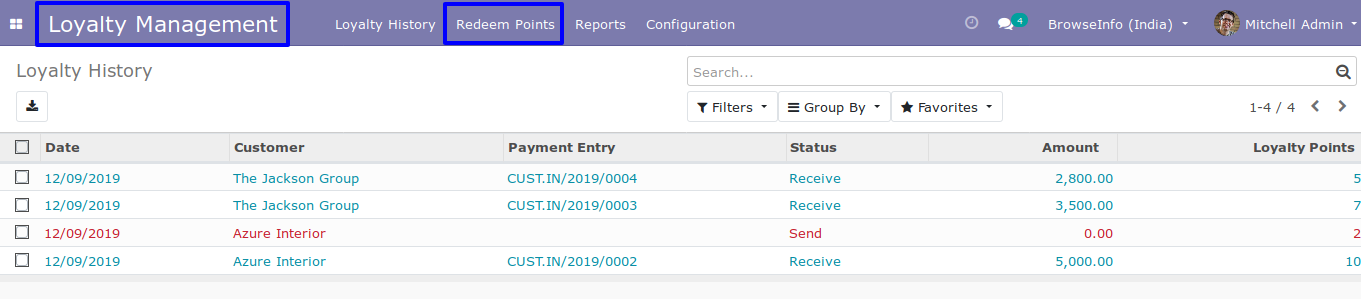 Loyalty Management Loyalty History Redeem Points Reports Configuration 4 BrowseInfo (India) Mitchell Admin
Loyalty History Search...
Filters Group By Favorites 1-4 / 4
Date Customer Payment Entry Status Amount Loyalty Points
12/09/2019 The Jackson Group CUST.IN/2019/0004 Receive 2,800.00 5
12/09/2019 The Jackson Group CUST.IN/2019/0003 Receive 3,500.00 7
12/09/2019 Azure Interior Send 0.00 2
12/09/2019 Azure Interior CUST.IN/2019/0002 Receive 5,000.00 10